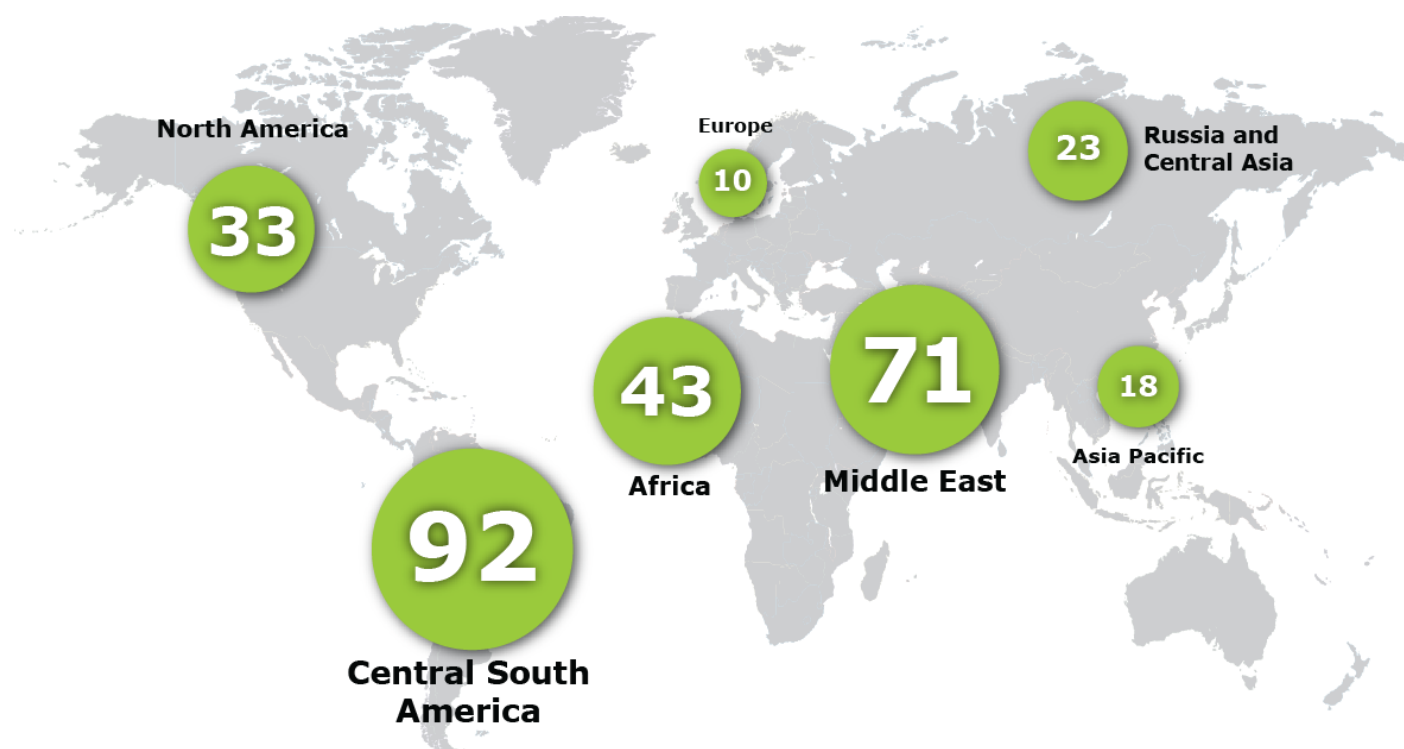 North America
33
Europe
10
23
Russia and
Central Asia
43
Africa
71
Middle East
18
Asia Pacific
92
Central South
America